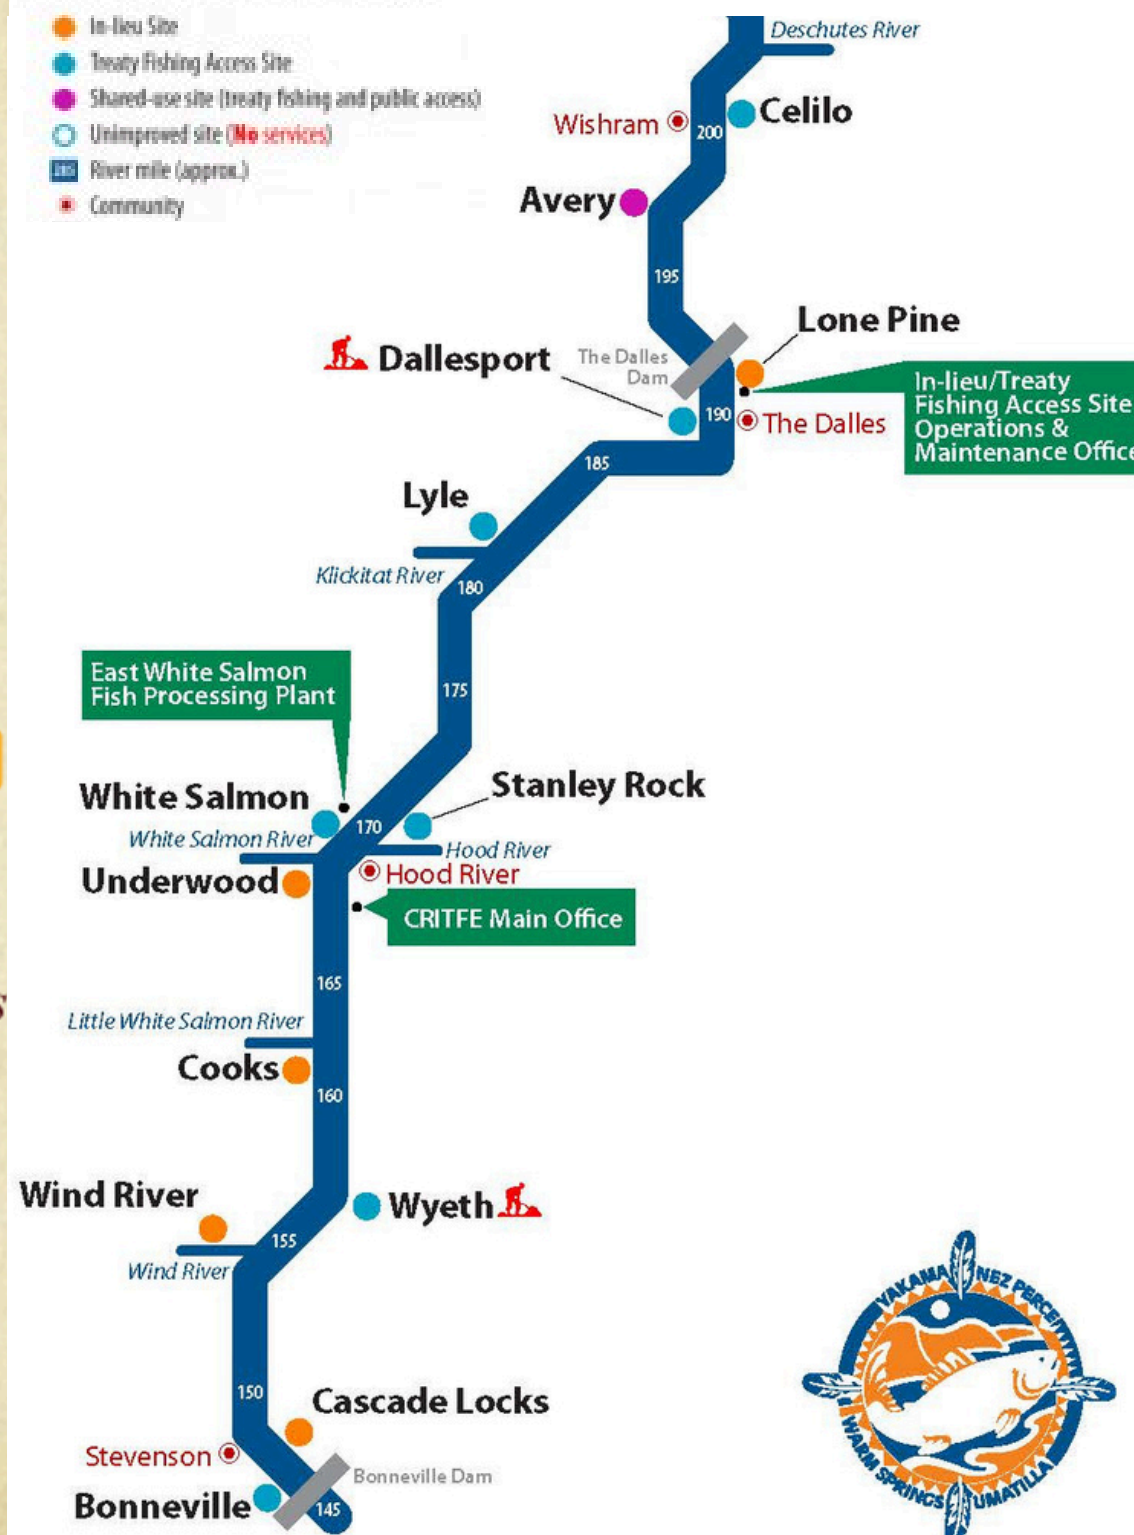 In-lieu Site
Treaty Fishing Access Site
Shared-use site (treaty fishing and public access)
Unimproved site (No services)
River mile (approx.)
Community
Deschutes River
Celilo
Wishram
200
Avery
195
Lone Pine
The Dalles
Dam
Dallesport
In-lieu/Treaty
Fishing Access Site
Operations &
Maintenance Office
190
The Dalles
185
Lyle
Klickitat River
180
East White Salmon
Fish Processing Plant
175
Stanley Rock
White Salmon
170
White Salmon River
Hood River
Underwood
Hood River
CRITFE Main Office
165
Little White Salmon River
Cooks
160
Wind River
Wyeth
155
Wind River
150
Cascade Locks
Stevenson
Bonneville Dam
Bonneville
145
YAKAMA
NEZ PERCE
WARM SPRINGS
UMATILLA